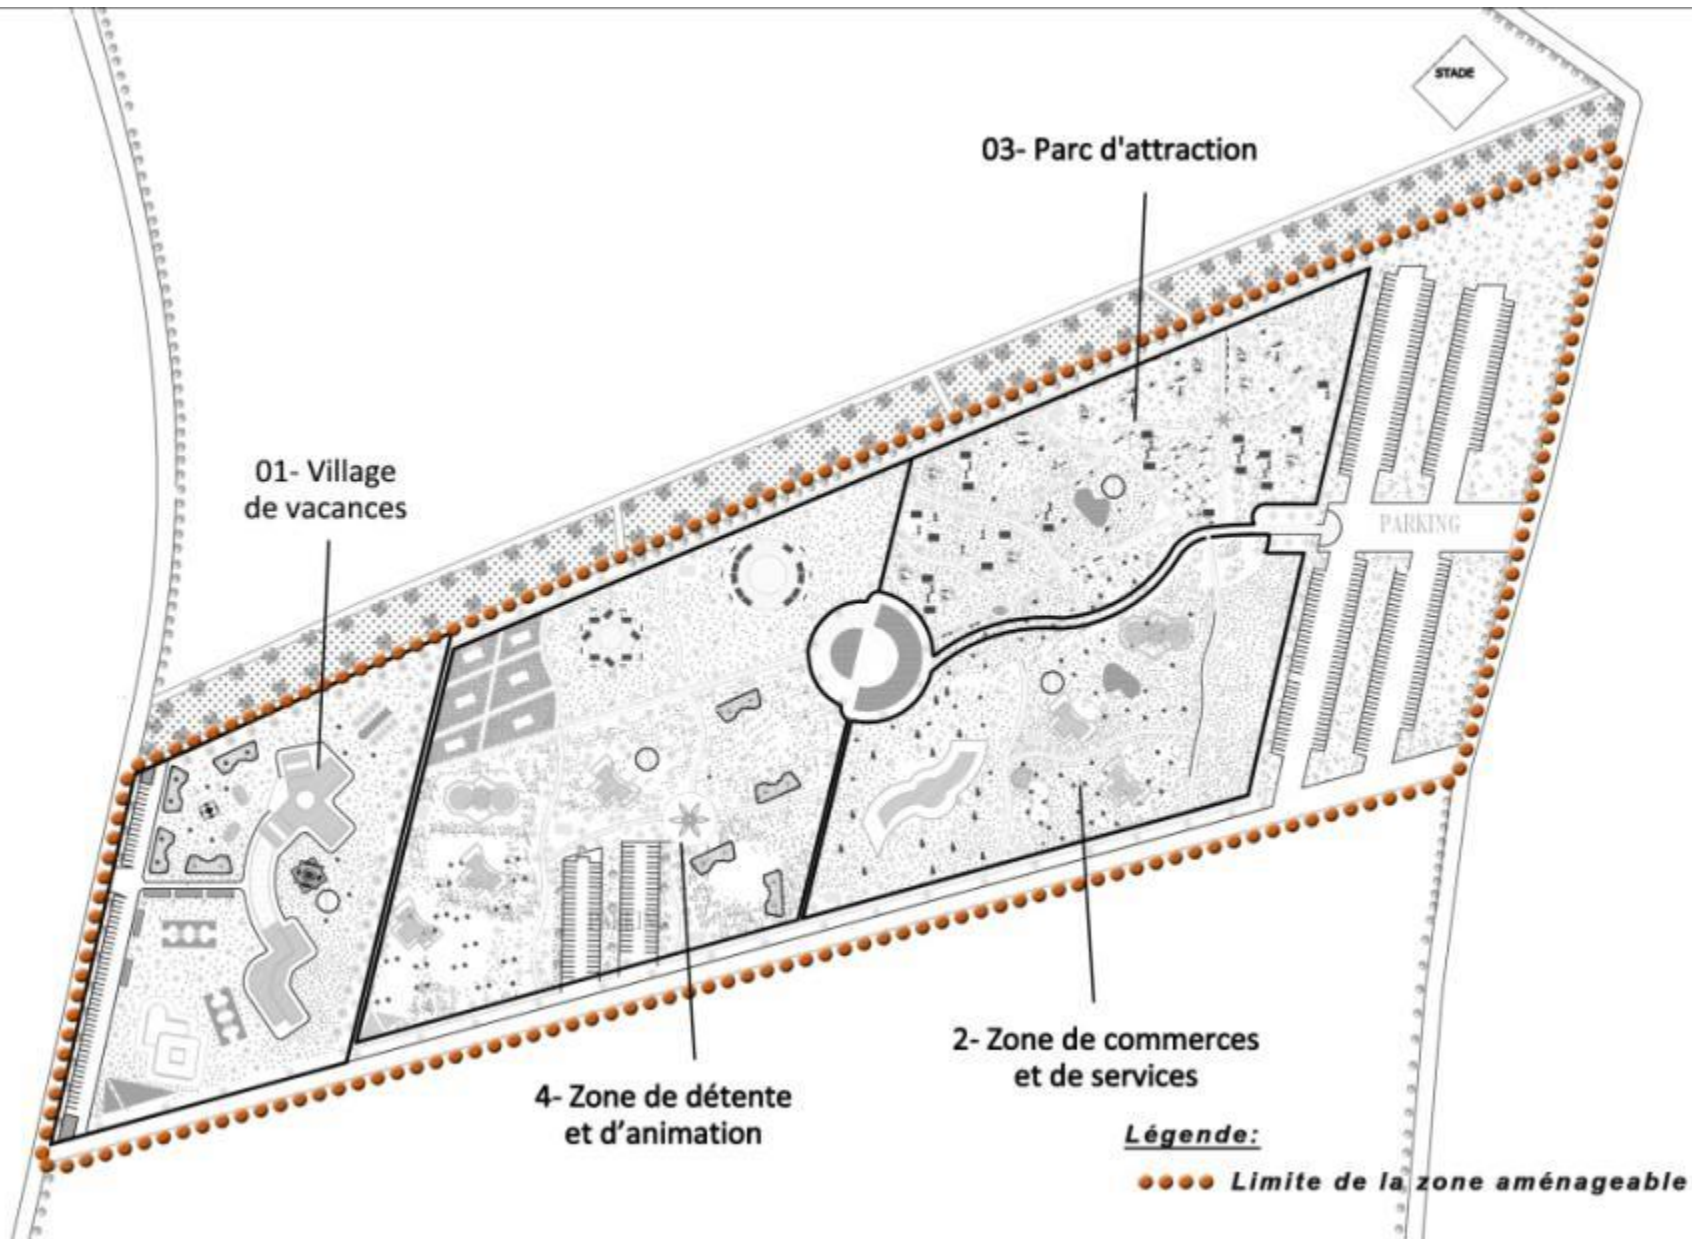 STADE
03- Parc d'attraction
01- Village
de vacances
PARKING
2- Zone de commerces
et de services
4- Zone de détente
et d’animation
Légende:
Limite de la zone aménageable